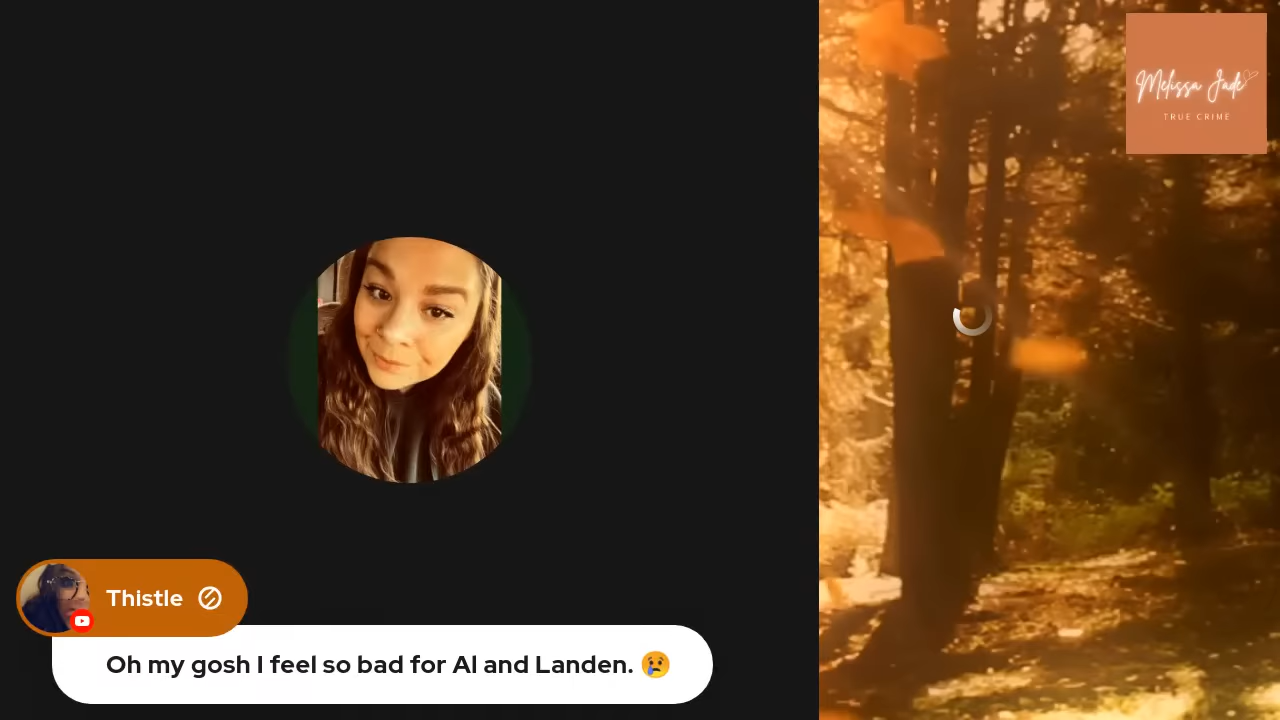 Melissa Jade
TRUE CRIME
Thistle
Oh my gosh I feel so bad for Al and Landen. 😢